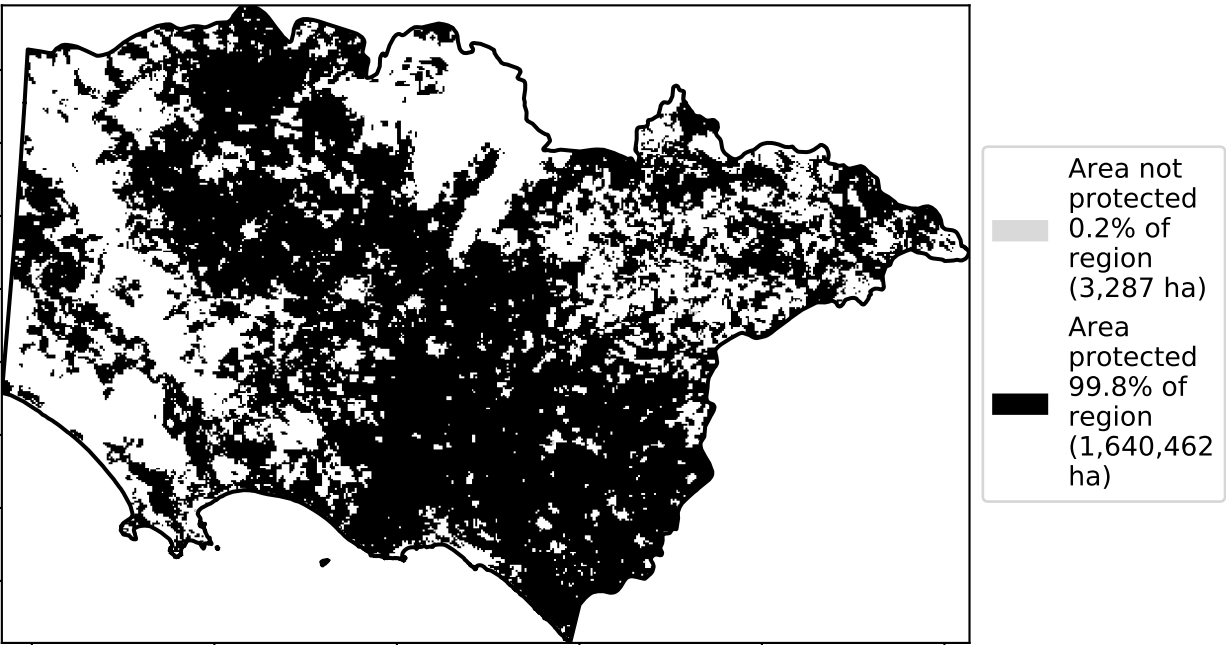 Area not
protected
0.2% of
region
(3,287 ha)
Area
protected
99.8% of
region
(1,640,462
ha)